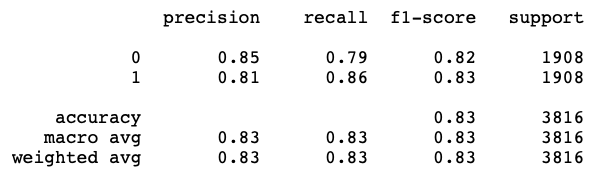 precision recall f1-score support
0 0.85 0.79 0.82 1908
1 0.81 0.86 0.83 1908
accuracy 0.83 3816
macro avg 0.83 0.83 0.83 3816
weighted avg 0.83 0.83 0.83 3816